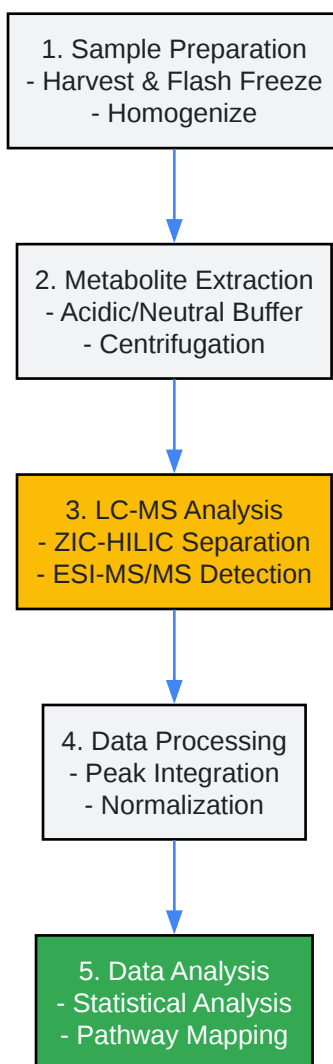 1. Sample Preparation
- Harvest & Flash Freeze
- Homogenize
2. Metabolite Extraction
- Acidic/Neutral Buffer
- Centrifugation
3. LC-MS Analysis
- ZIC-HILIC Separation
- ESI-MS/MS Detection
4. Data Processing
- Peak Integration
- Normalization
5. Data Analysis
- Statistical Analysis
- Pathway Mapping